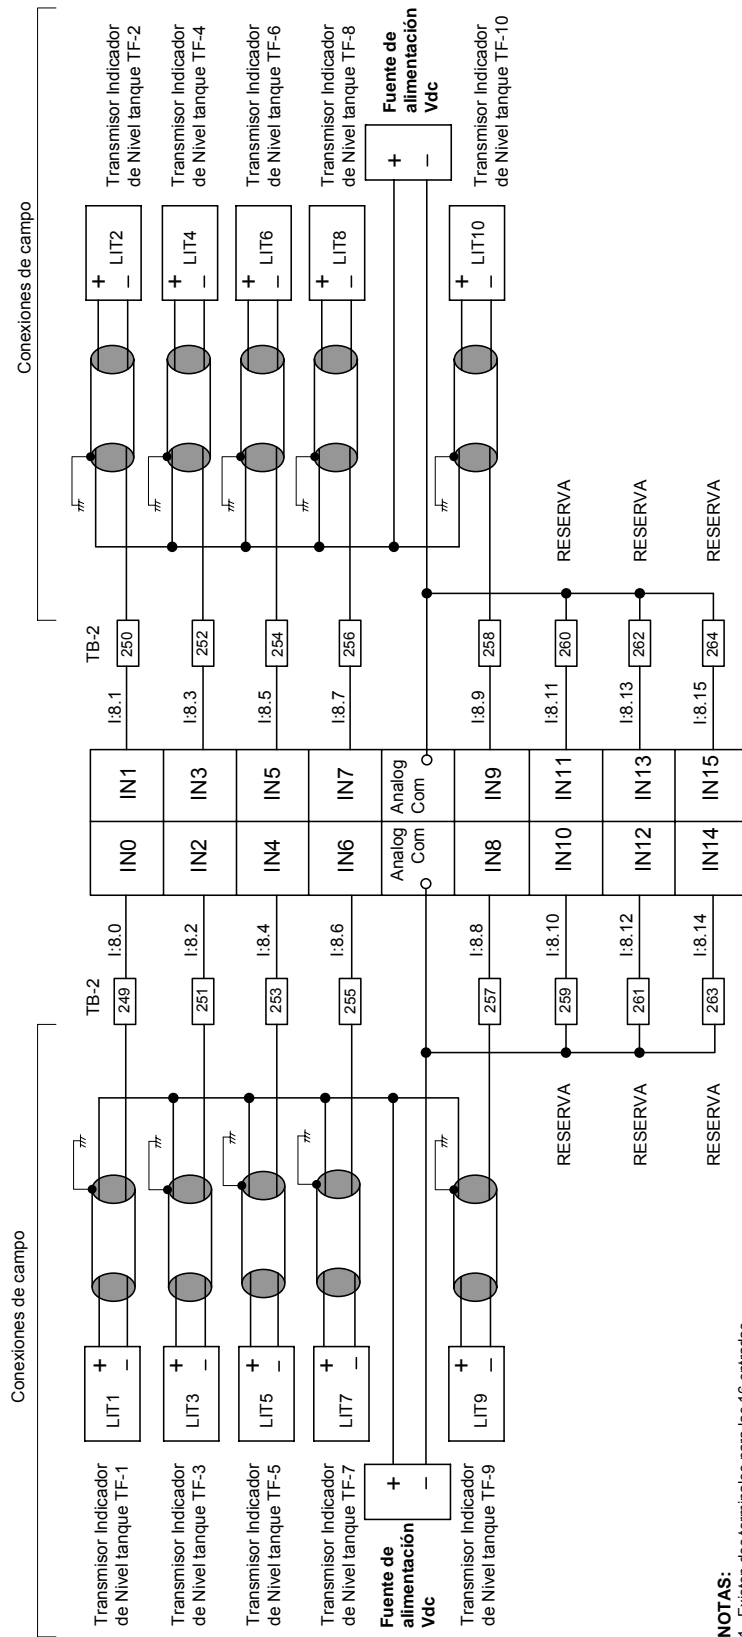 Conexiones de campo
Conexiones de campo
TB-2
TB-2
Transmisor Indicador
de Nivel tanque TF-1
LIT1
+
–
249
I:8.0
IN0
IN1
I:8.1
250
+
–
LIT2
Transmisor Indicador
de Nivel tanque TF-2
Transmisor Indicador
de Nivel tanque TF-3
LIT3
+
–
251
I:8.2
IN2
IN3
I:8.3
252
+
–
LIT4
Transmisor Indicador
de Nivel tanque TF-4
Transmisor Indicador
de Nivel tanque TF-5
LIT5
+
–
253
I:8.4
IN4
IN5
I:8.5
254
+
–
LIT6
Transmisor Indicador
de Nivel tanque TF-6
Transmisor Indicador
de Nivel tanque TF-7
LIT7
+
–
255
I:8.6
IN6
IN7
I:8.7
256
+
–
LIT8
Transmisor Indicador
de Nivel tanque TF-8
Fuente de
alimentación
Vdc
+
–
Analog
Com
Analog
Com
+
–
Fuente de
alimentación
Vdc
Transmisor Indicador
de Nivel tanque TF-9
LIT9
+
–
257
I:8.8
IN8
IN9
I:8.9
258
+
–
LIT10
Transmisor Indicador
de Nivel tanque TF-10
RESERVA
259
I:8.10
IN10
IN11
I:8.11
260
RESERVA
RESERVA
261
I:8.12
IN12
IN13
I:8.13
262
RESERVA
RESERVA
263
I:8.14
IN14
IN15
I:8.15
264
RESERVA
NOTAS:
1. Existen dos terminales para las 16 entradas